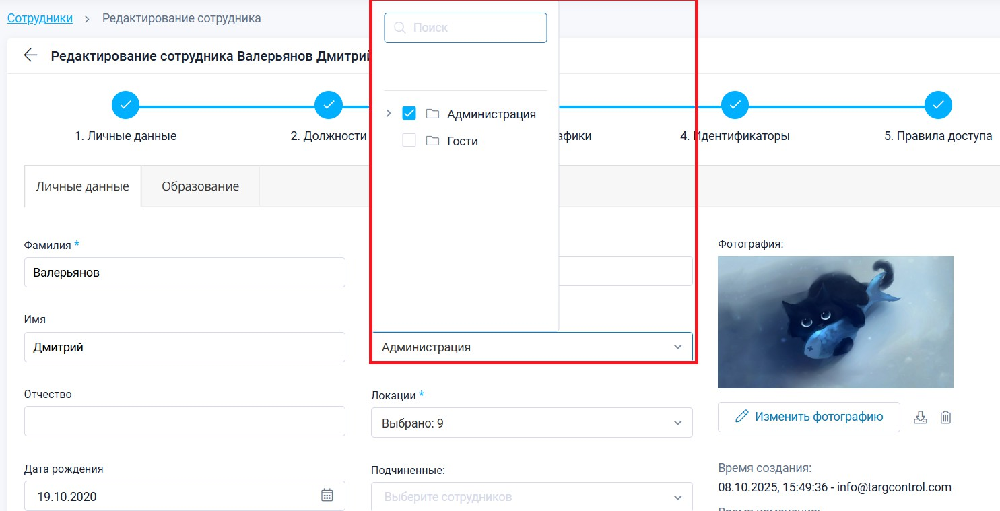 Сотрудники > Редактирование сотрудника
Поиск
Редактирование сотрудника Валерьянов Дмитрий
Администрация
Гости
1. Личные данные
2. Должности
афики
4. Идентификаторы
5. Правила доступа
Личные данные
Образование
Фамилия *
Валерьянов
Имя
Дмитрий
Отчество
Дата рождения
19.10.2020
Администрация
Локации *
Выбрано: 9
Подчиненные:
Выберите сотрудников
Фотография:
Изменить фотографию
Время создания:
08.10.2025, 15:49:36 - info@targcontrol.com
Время изменения: